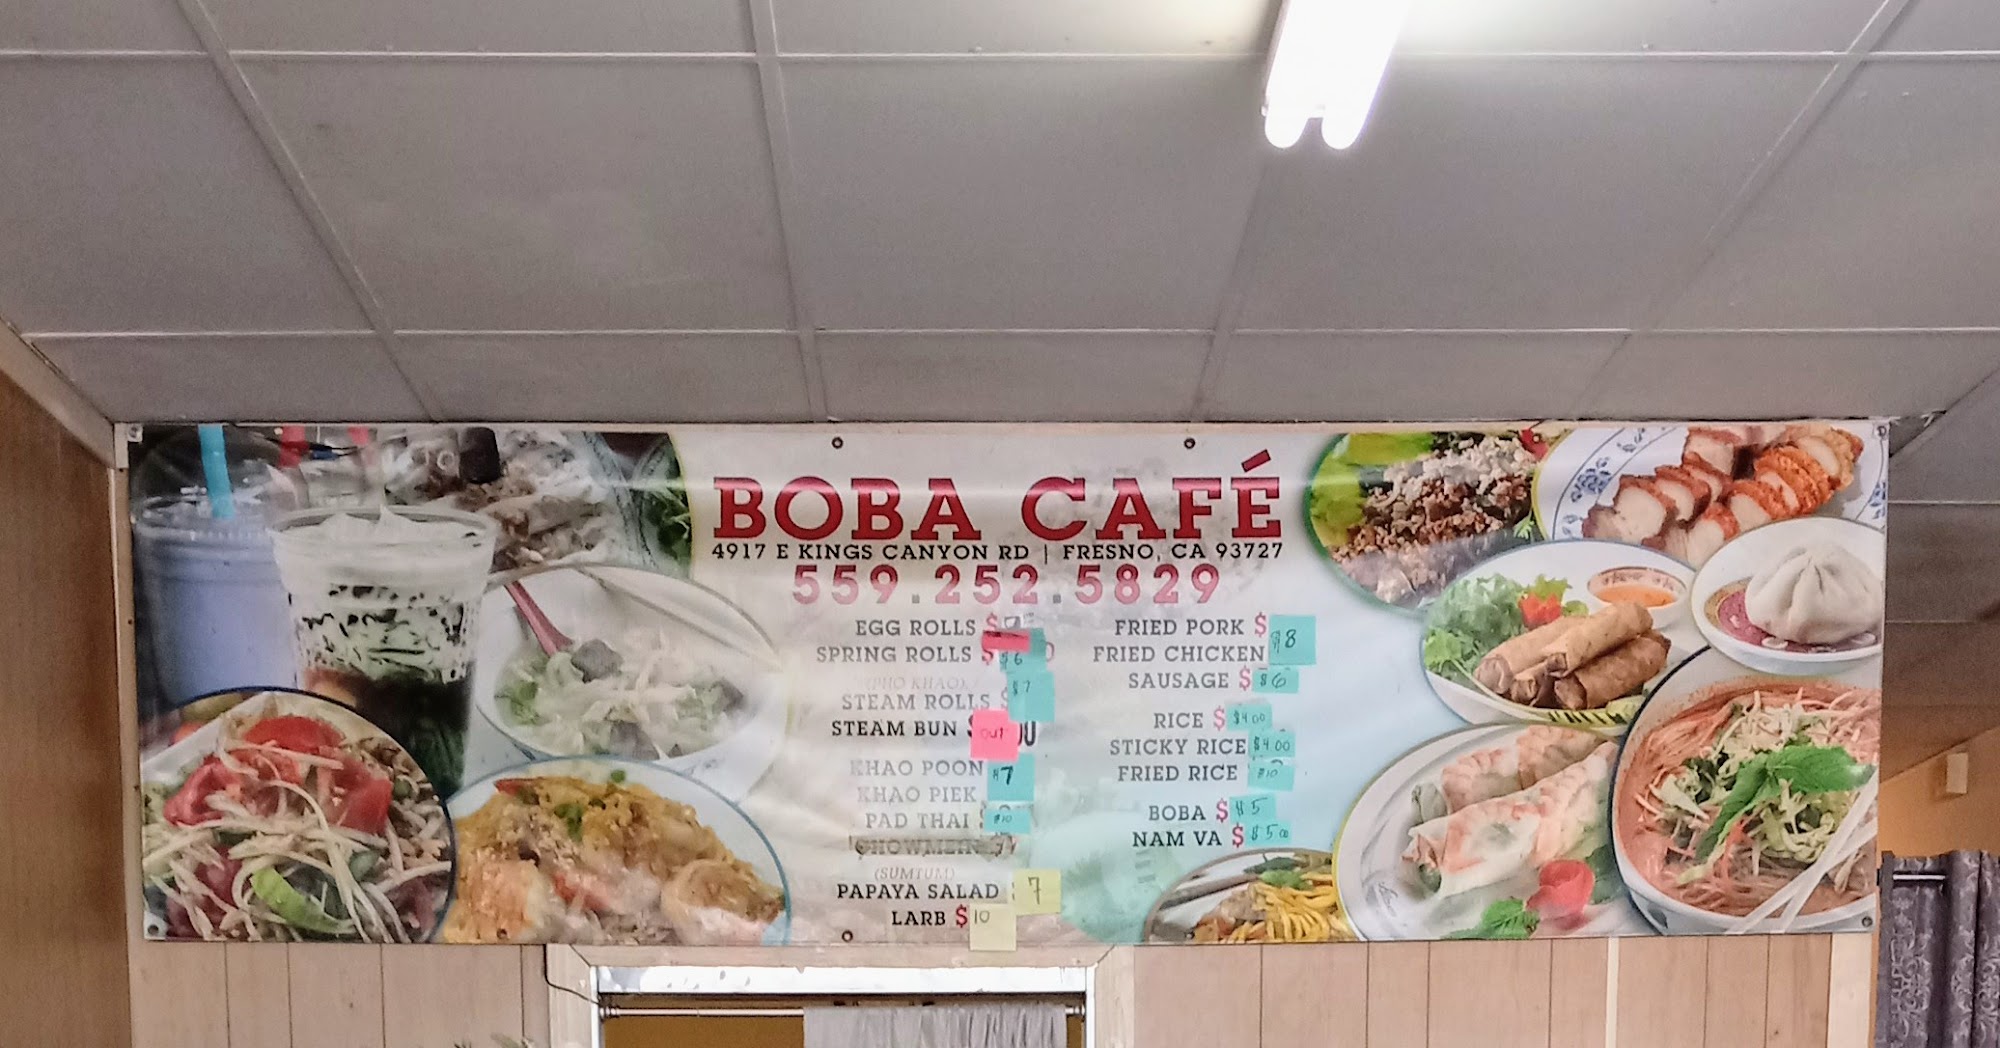 BOBA CAFÉ
4917 E KINGS CANYON RD | FRESNO, CA 93727
559.252.5829
EGG ROLLS $
SPRING ROLLS $ $6
(PHO KHAO)
STEAM ROLLS $ $7
STEAM BUN $ OUT
KHAO POON $7
KHAO PIEK
PAD THAI $10
CHOWMEIN
(SUMTUM)
PAPAYA SALAD 7
LARB $10
FRIED PORK $
FRIED CHICKEN $8
SAUSAGE $ $6
RICE $ $4.00
STICKY RICE $4.00
FRIED RICE $10
BOBA $ $5
NAM VA $ $5.00